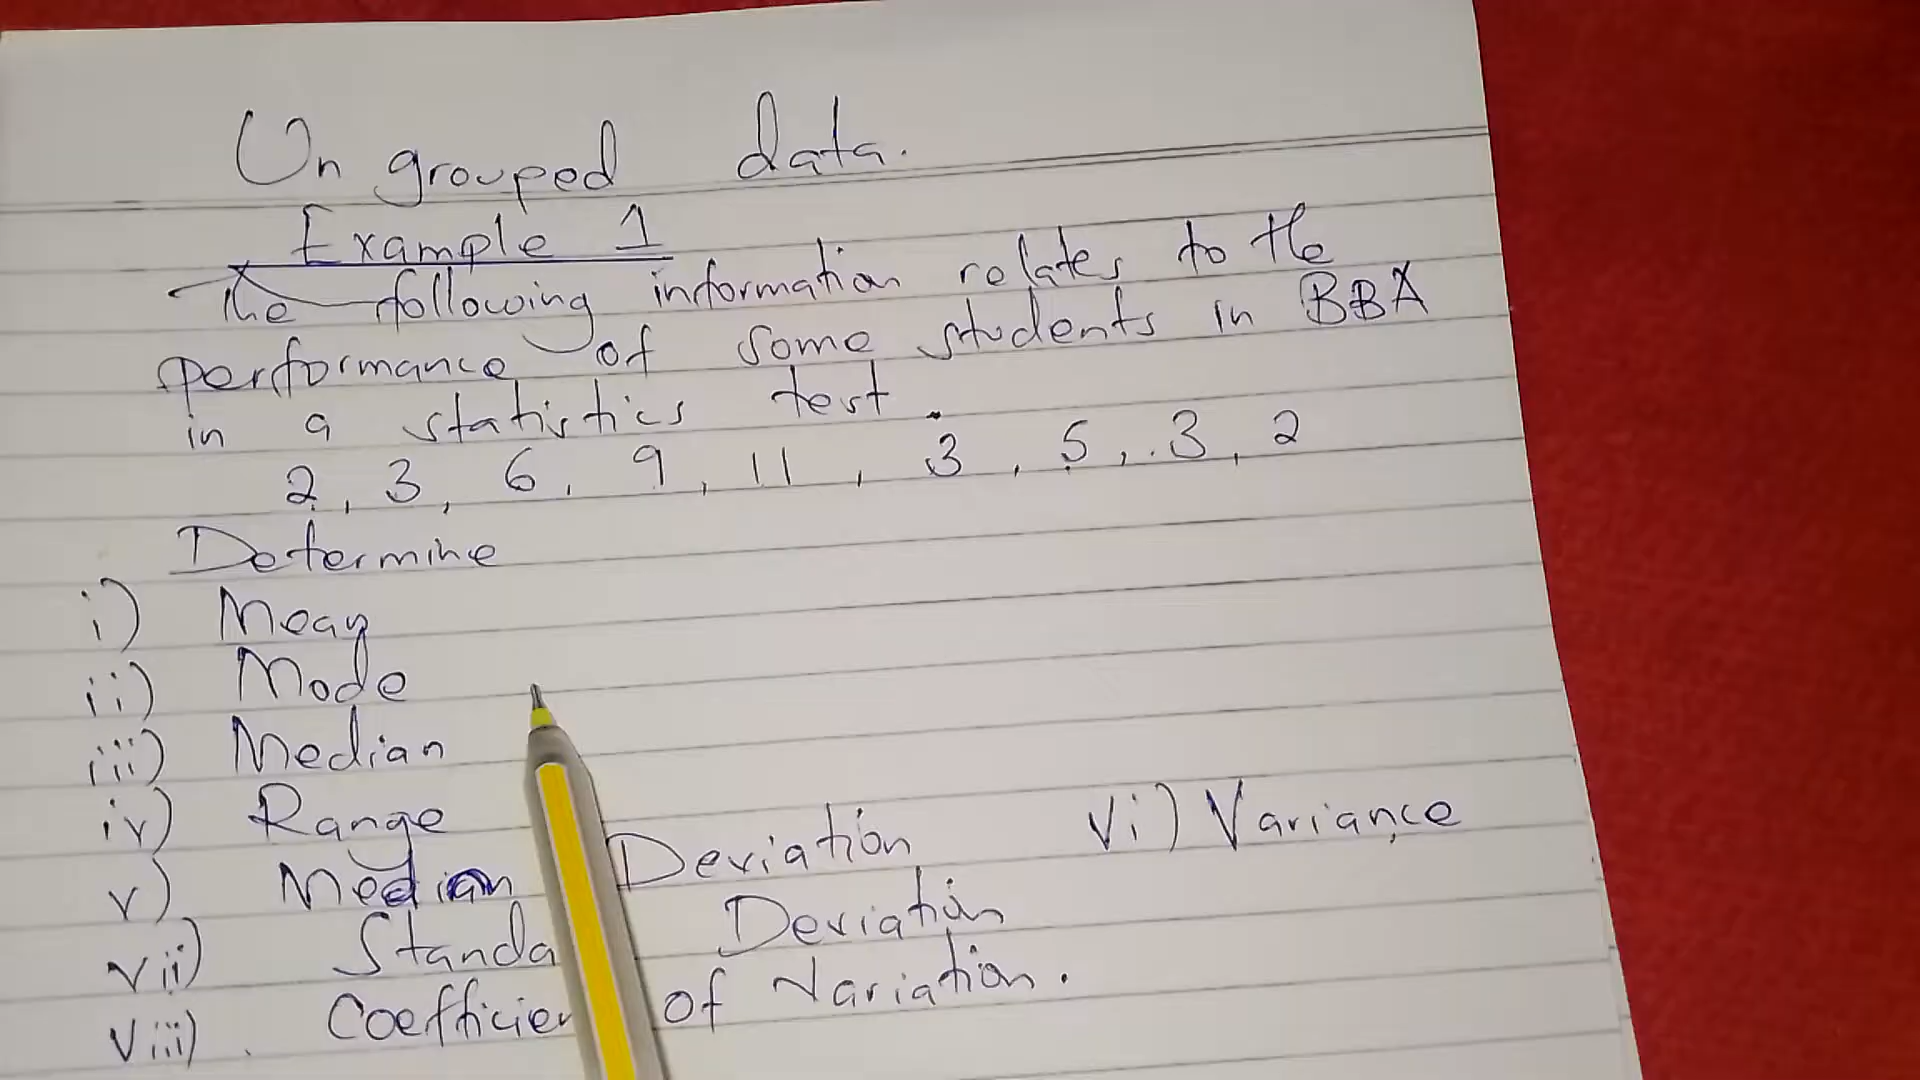 Un grouped data.
Example 1
The following information relates to the
performance of some students in BBA
in a statistics test.
2, 3, 6, 9, 11, 3, 5, 3, 2
Determine
i) Mean
ii) Mode
iii) Median
iv) Range
v) Median Deviation vi) Variance
vii) Standa Deviation
viii) Coefficien of Variation.